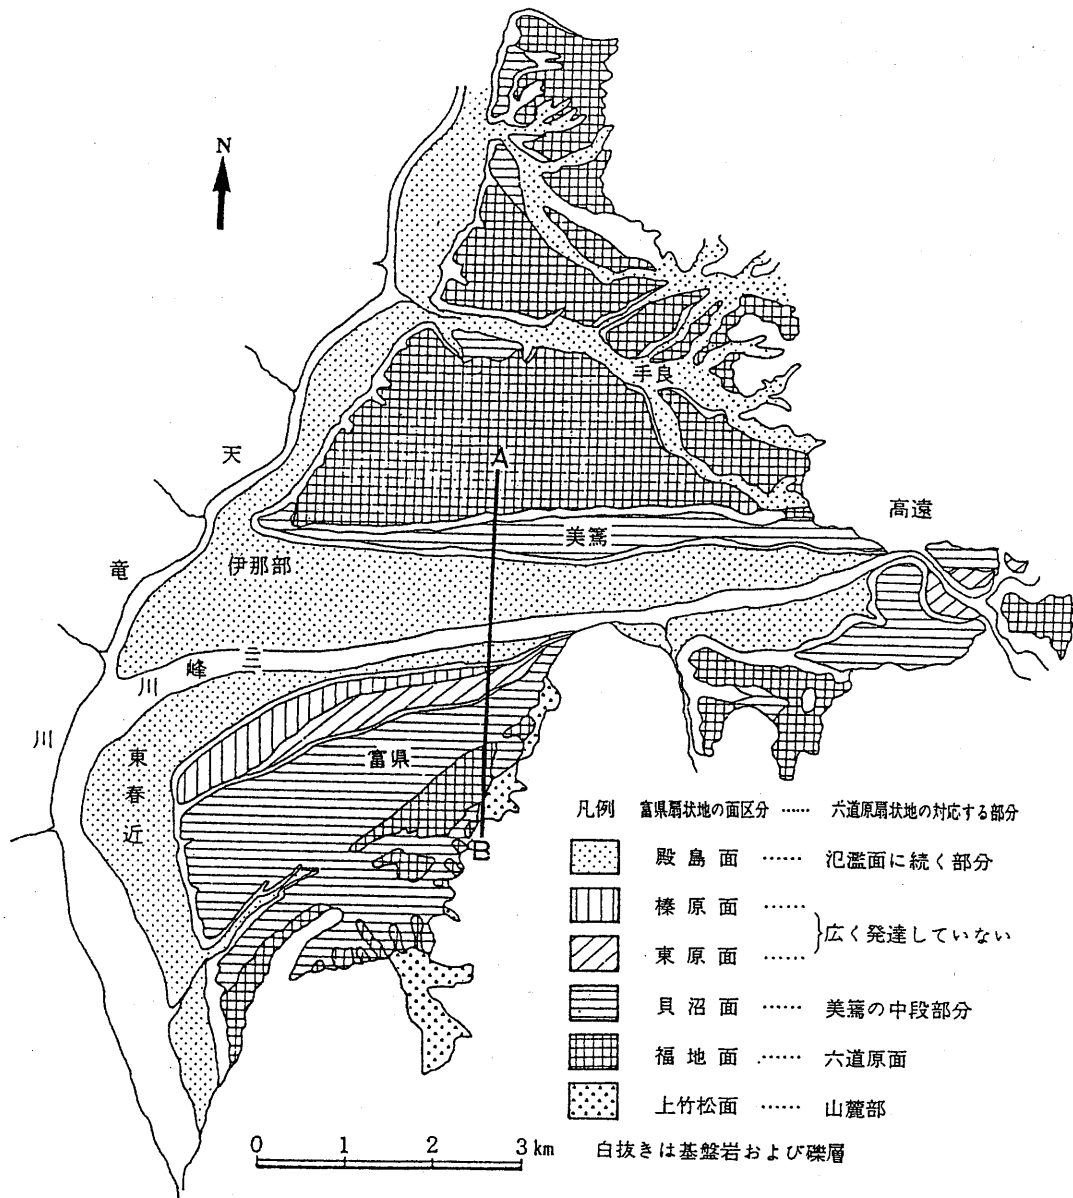 N
手良
A
天
高遠
美篶
竜
伊那部
三
峰
川
川
東
春
近
富県
B
凡例 富県扇状地の面区分 …… 六道原扇状地の対応する部分
殿島面 …… 氾濫面に続く部分
榛原面 ……
広く発達していない
東原面 ……
貝沼面 …… 美篶の中段部分
福地面 …… 六道原面
上竹松面 …… 山麓部
0 1 2 3 km
白抜きは基盤岩および礫層